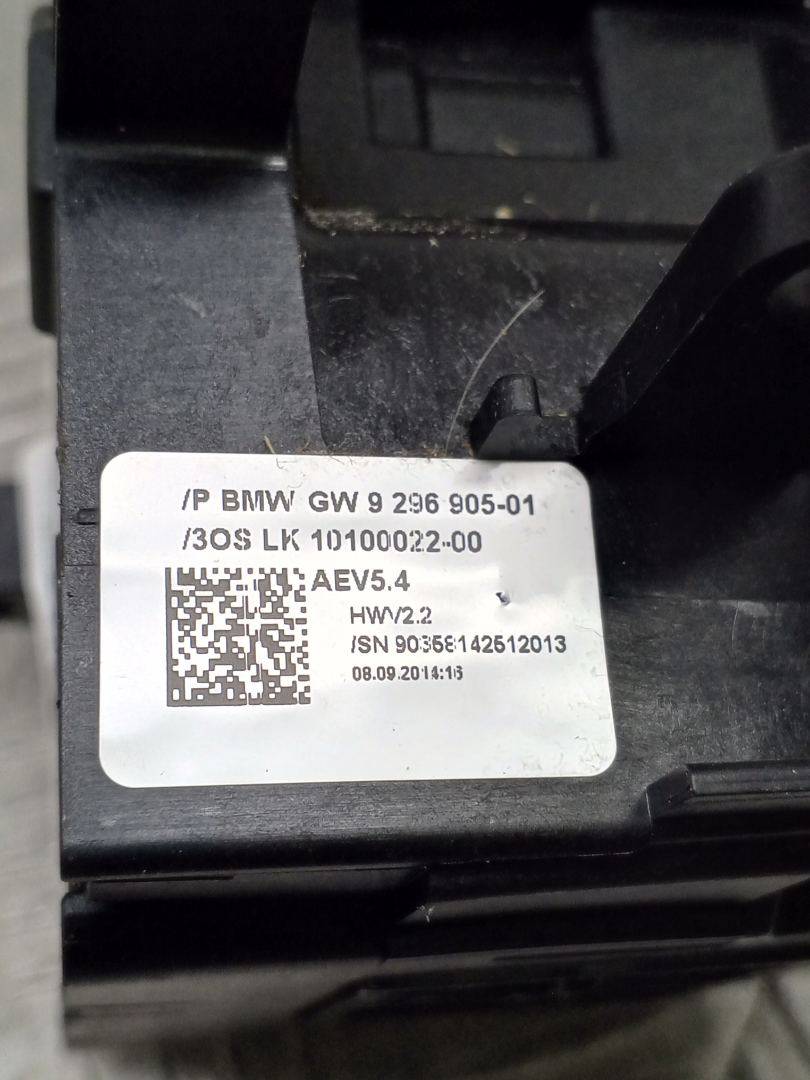 /P BMW GW 9 296 905-01
/3OS LK 10100022-00
AEV5.4
HWV2.2
/SN 90358142512013
08.09.2014:16